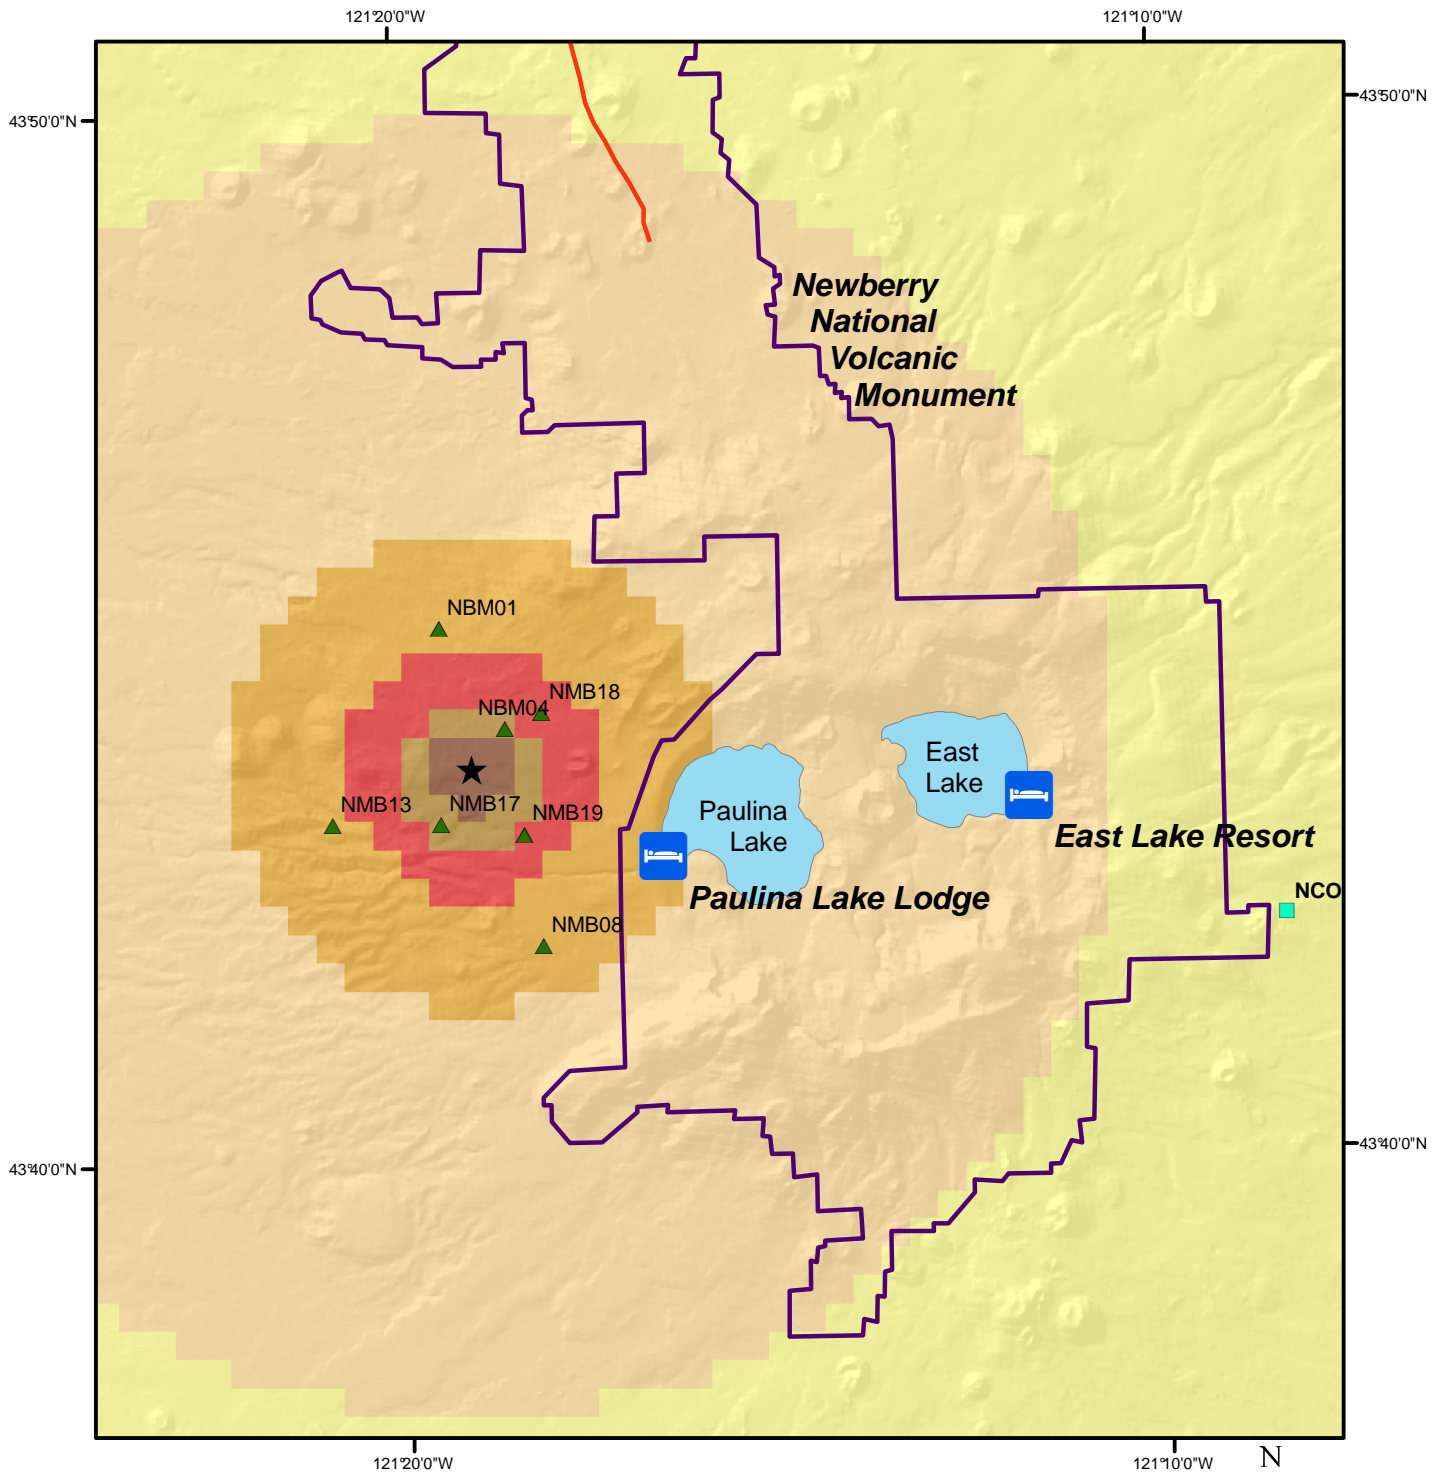 121°20'0"W
121°10'0"W
43°50'0"N
43°50'0"N
Newberry
National
Volcanic
Monument
NBM01
NMB18
NBM04
East
Lake
NMB13
NMB17
NMB19
Paulina
Lake
East Lake Resort
NCO
Paulina Lake Lodge
NMB08
43°40'0"N
43°40'0"N
121°20'0"W
121°10'0"W
N